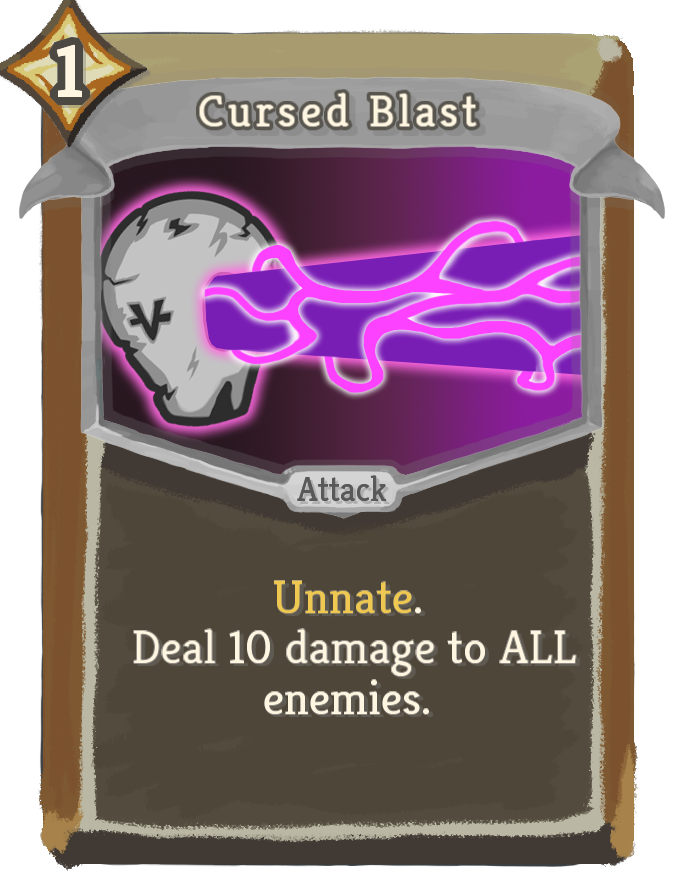 1
Cursed Blast
Attack
Unnate.
Deal 10 damage to ALL
enemies.